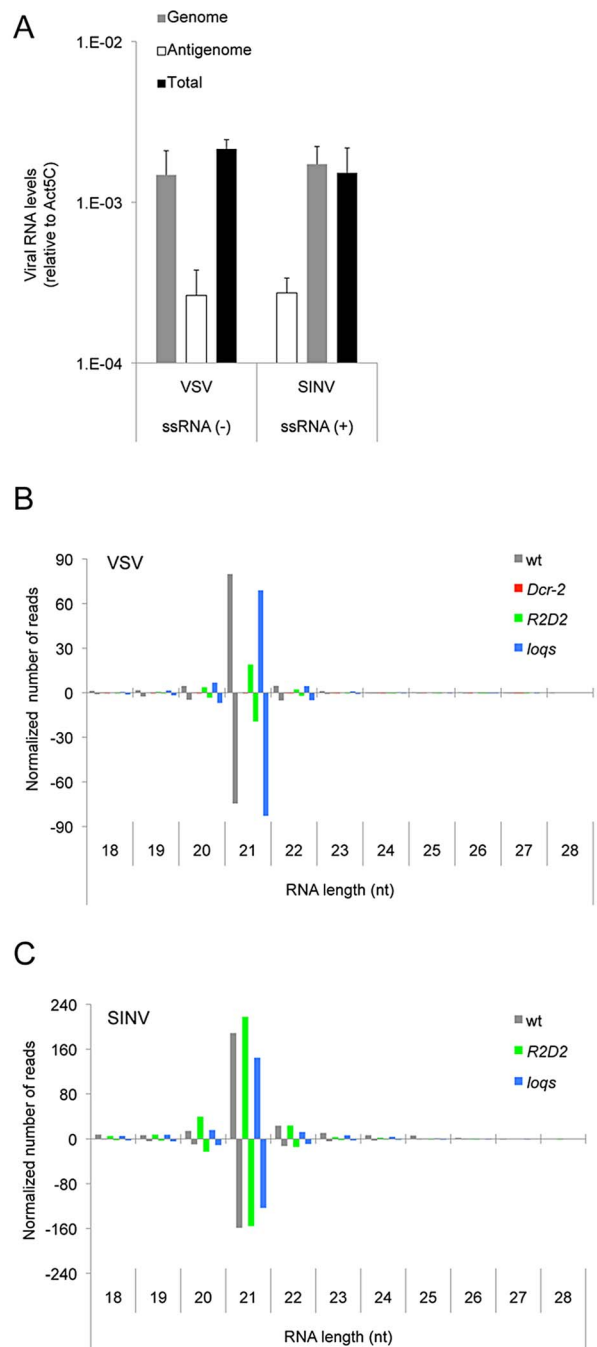 A
Genome
Antigenome
Total
Viral RNA levels
(relative to Act5C)
1.E-02
1.E-03
1.E-04
VSV
SINV
ssRNA (-)
ssRNA (+)
B
VSV
wt
Dcr-2
R2D2
loqs
Normalized number of reads
90
60
30
0
-30
-60
-90
18 19 20 21 22 23 24 25 26 27 28
RNA length (nt)
C
SINV
wt
R2D2
loqs
Normalized number of reads
240
160
80
0
-80
-160
-240
18 19 20 21 22 23 24 25 26 27 28
RNA length (nt)